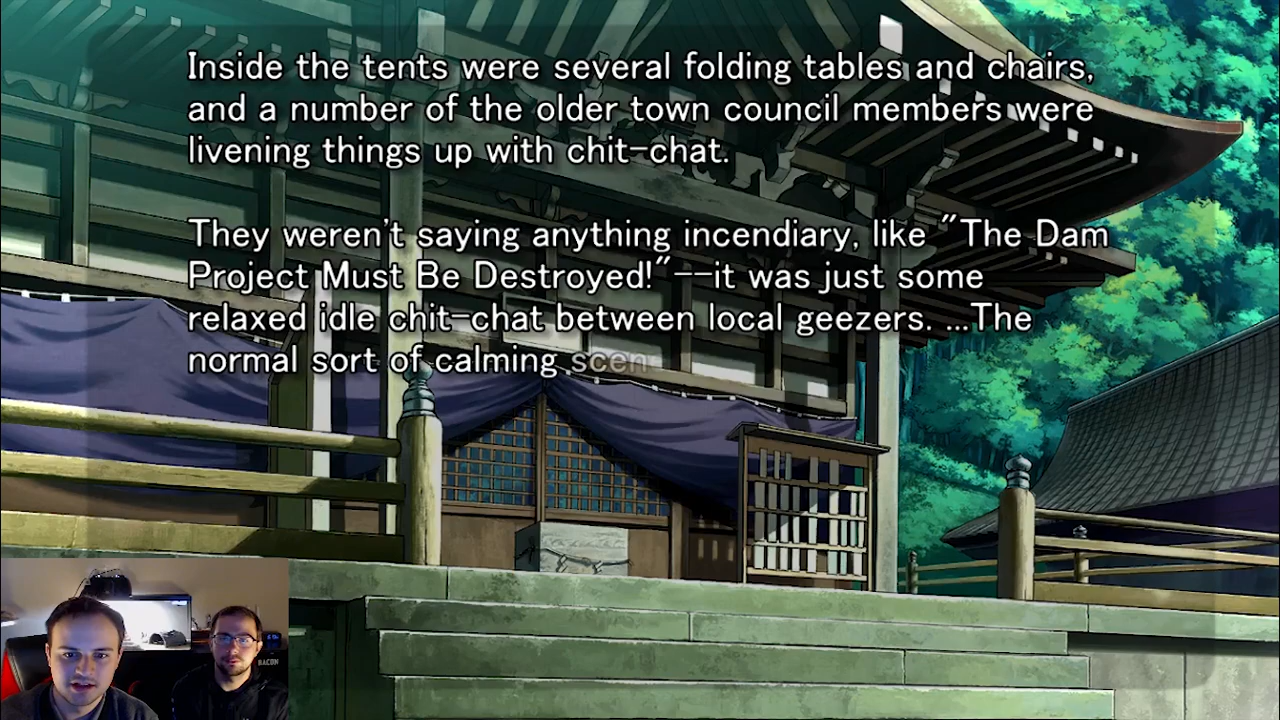 Inside the tents were several folding tables and chairs,
and a number of the older town council members were
livening things up with chit-chat.
They weren't saying anything incendiary, like "The Dam
Project Must Be Destroyed!"--it was just some
relaxed idle chit-chat between local geezers. ...The
normal sort of calming scen
BACON